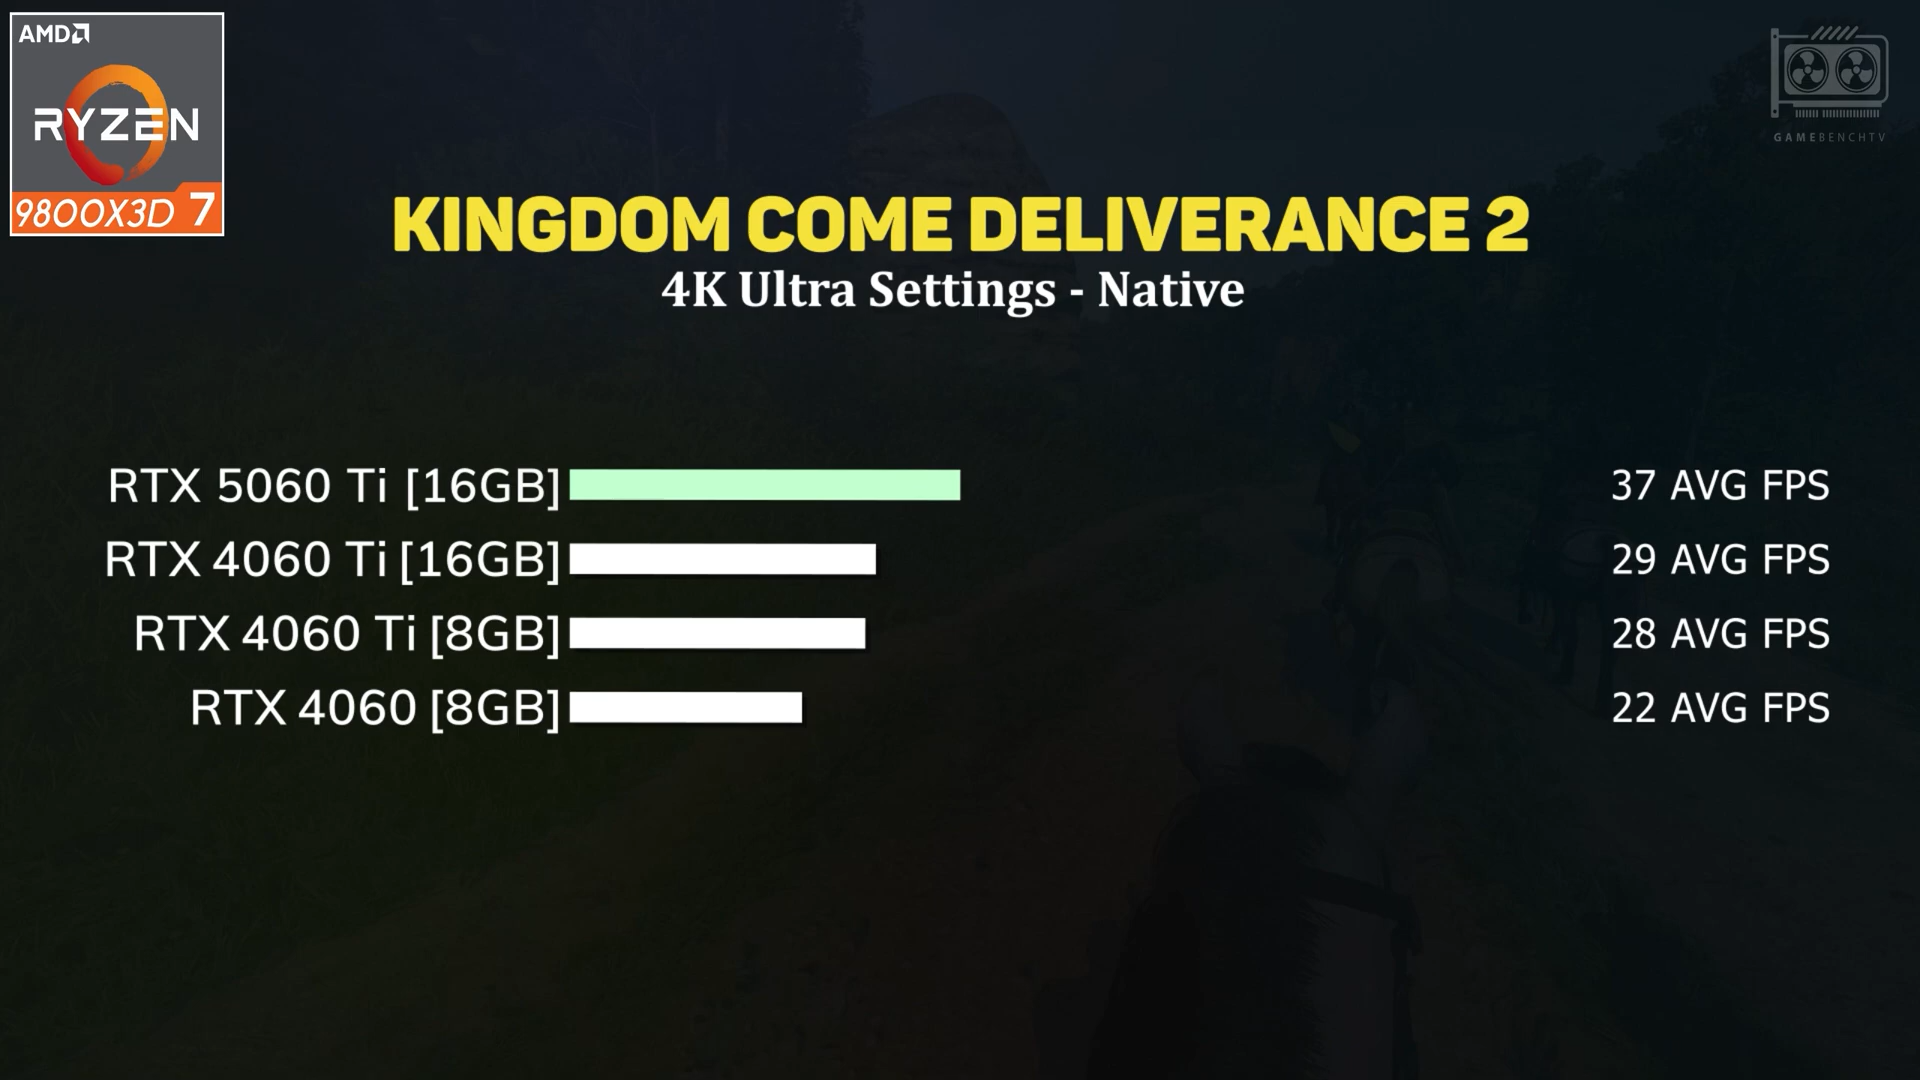 AMD
RYZEN
9800X3D 7
GAMEBENCHTV
KINGDOM COME DELIVERANCE 2
4K Ultra Settings - Native
RTX 5060 Ti [16GB] 37 AVG FPS
RTX 4060 Ti [16GB] 29 AVG FPS
RTX 4060 Ti [8GB] 28 AVG FPS
RTX 4060 [8GB] 22 AVG FPS